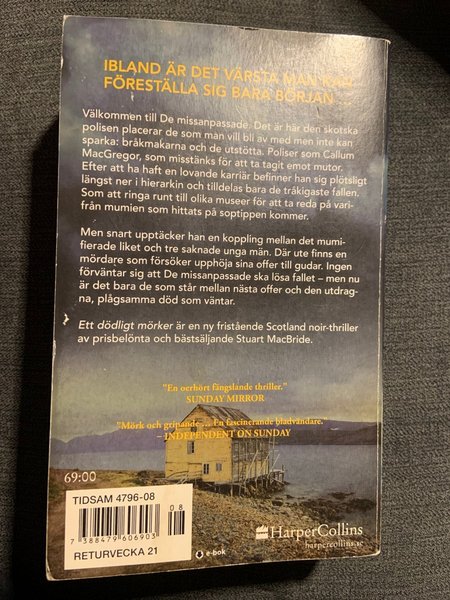 IBLAND ÄR DET VÄRSTA MAN KAN
FÖRESTÄLLA SIG BARA BÖRJAN ...
Välkommen till De missanpassade. Det är här den skotska
polisen placerar de som man vill bli av med men inte kan
sparka: bråkmakarna och de utstötta. Poliser som Callum
MacGregor, som misstänks för att ta tagit emot mutor.
Efter att ha haft en lovande karriär befinner han sig plötsligt
längst ner i hierarkin och tilldelas bara de tråkigaste fallen.
Som att ringa runt till olika museer för att ta reda på vari-
från mumien som hittats på soptippen kommer.
Men snart upptäcker han en koppling mellan det mumi-
fierade liket och tre saknade unga män. Där ute finns en
mördare som försöker upphöja sina offer till gudar. Ingen
förväntar sig att De missanpassade ska lösa fallet – men nu
är det bara de som står mellan nästa offer och den utdrag-
na, plågsamma död som väntar.
Ett dödligt mörker är en ny fristående Scotland noir-thriller
av prisbelönta och bästsäljande Stuart MacBride.
"En oerhört fängslande thriller."
SUNDAY MIRROR
"Mörk och gripande ... En fascinerande bladvändare."
– INDEPENDENT ON SUNDAY
69:00
TIDSAM 4796-08
08
7 388479 606903
RETURVECKA 21
e-bok
HarperCollins
harpercollins.se